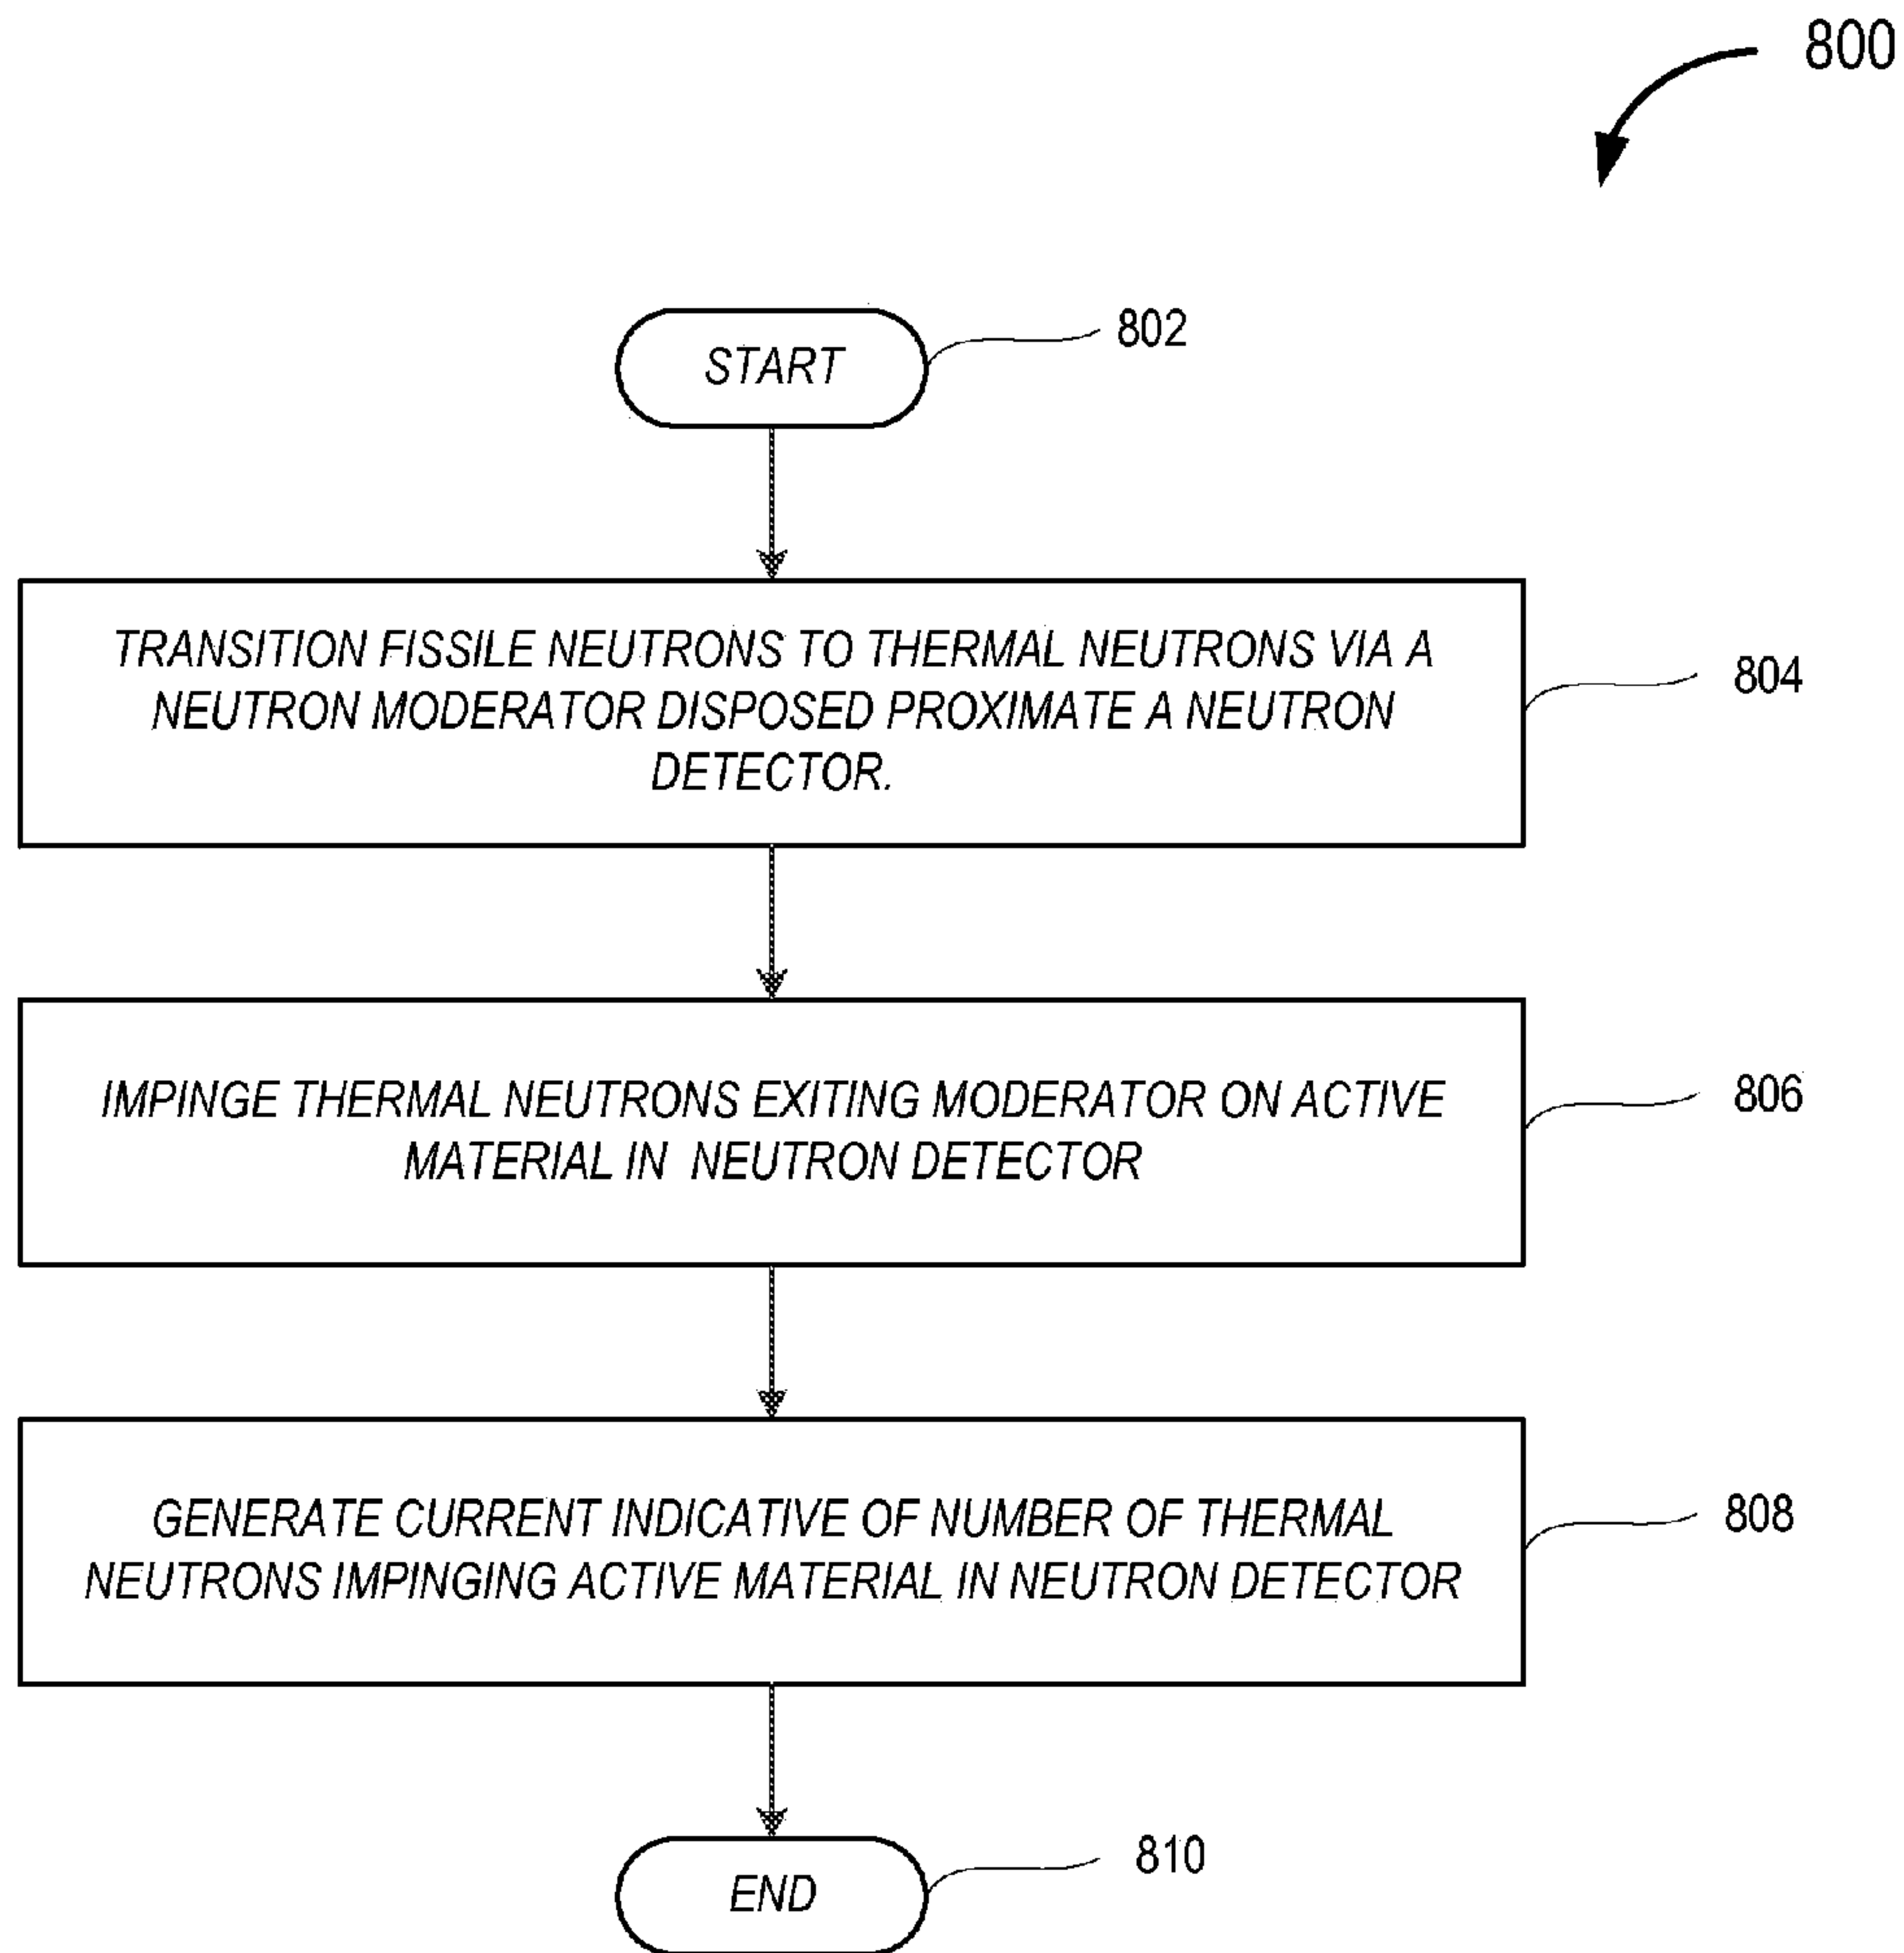 800
START
802
TRANSITION FISSILE NEUTRONS TO THERMAL NEUTRONS VIA A
NEUTRON MODERATOR DISPOSED PROXIMATE A NEUTRON
DETECTOR.
804
IMPINGE THERMAL NEUTRONS EXITING MODERATOR ON ACTIVE
MATERIAL IN NEUTRON DETECTOR
806
GENERATE CURRENT INDICATIVE OF NUMBER OF THERMAL
NEUTRONS IMPINGING ACTIVE MATERIAL IN NEUTRON DETECTOR
808
END
810